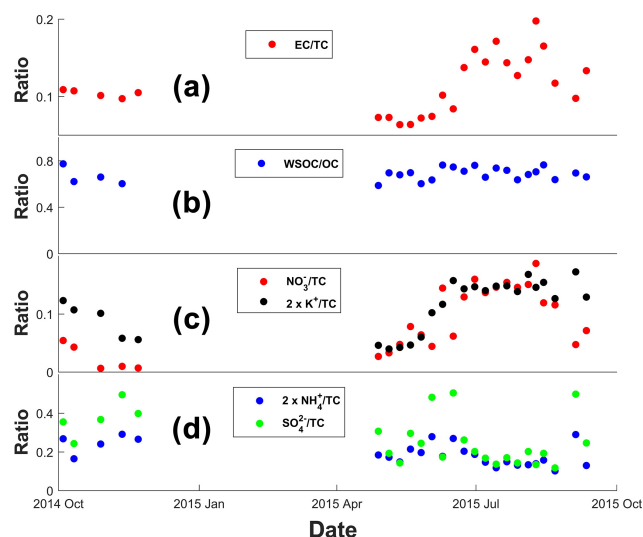 0.2
EC/TC
Ratio
(a)
0.1
0.8
WSOC/OC
Ratio
(b)
0.4
0
NO₃⁻/TC
2 x K⁺/TC
Ratio
(c)
0.1
0
2 x NH₄⁺/TC
SO₄²⁻/TC
Ratio
(d)
0.4
0.2
0
2014 Oct 2015 Jan 2015 Apr 2015 Jul 2015 Oct
Date